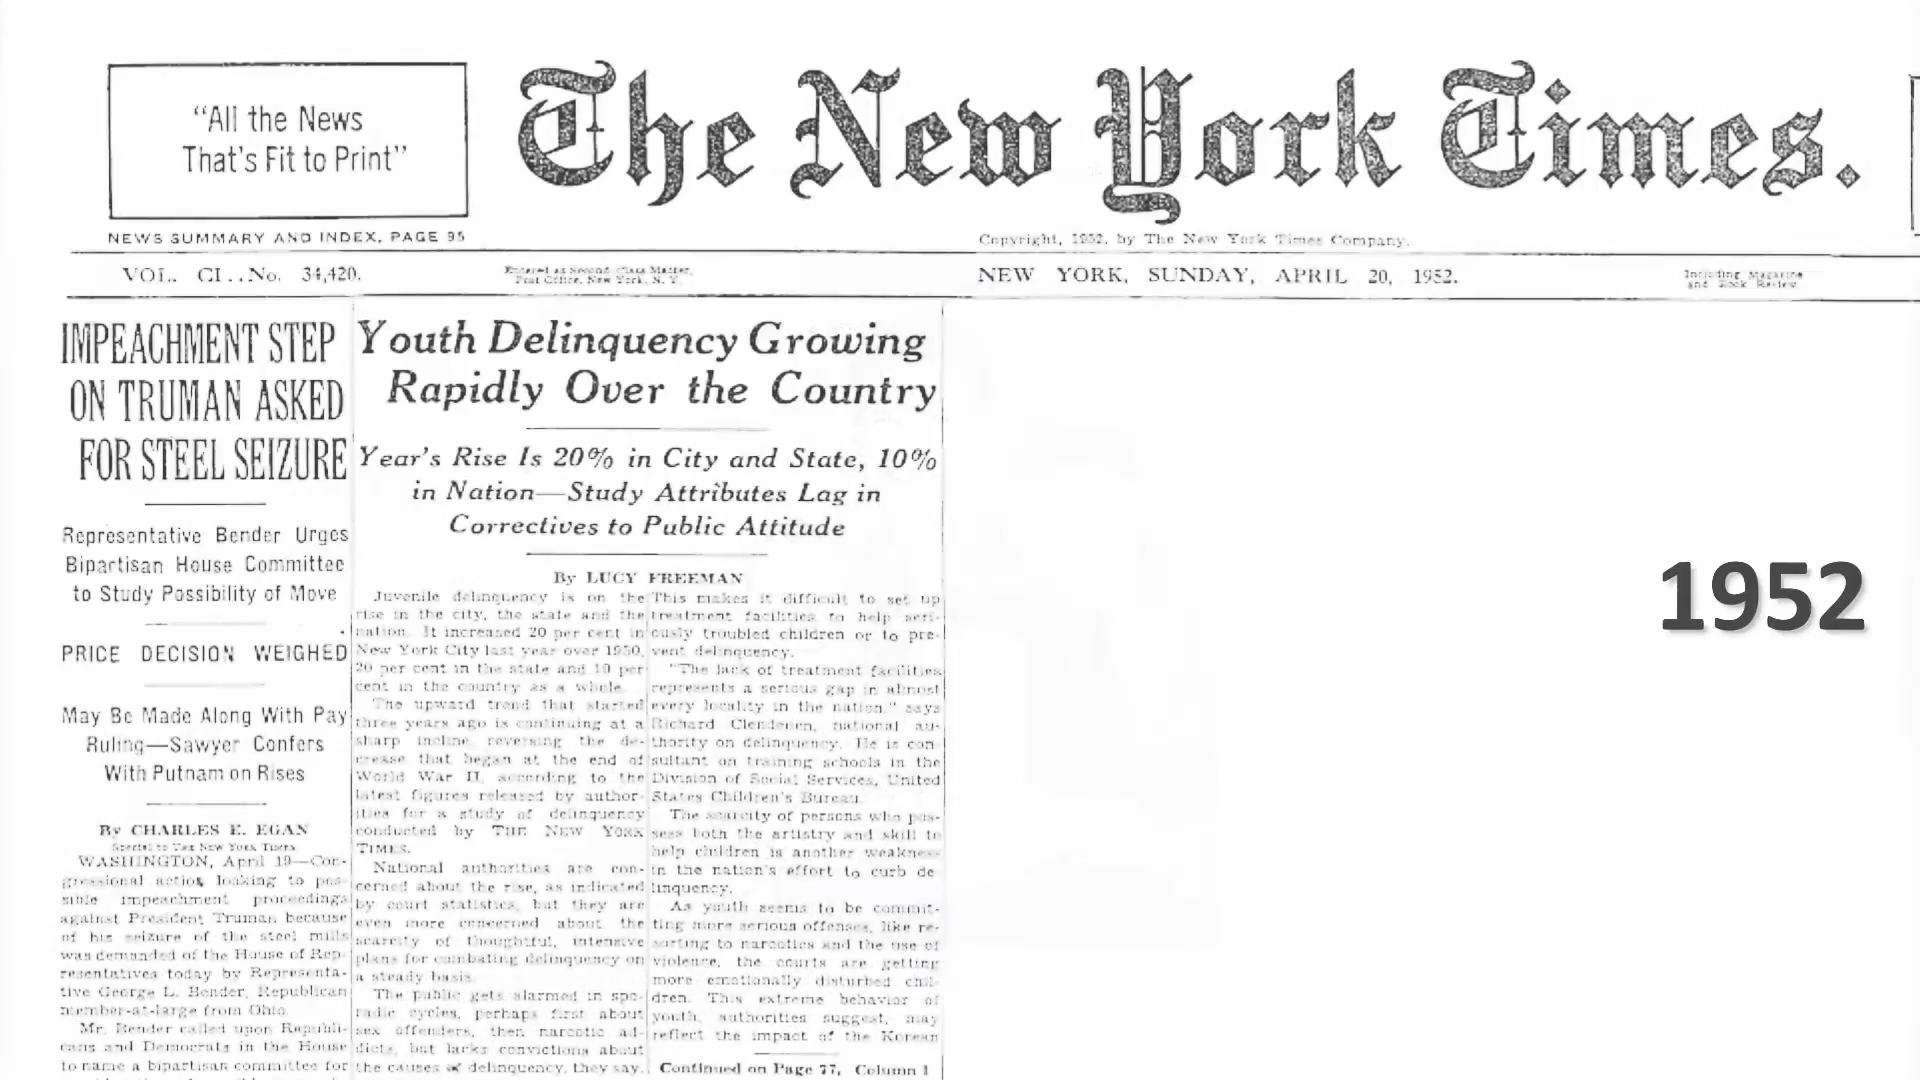 "All the News
That's Fit to Print"
The New York Times.
NEWS SUMMARY AND INDEX, PAGE 95
Copyright, 1952, by The New York Times Company.
VOL. CI..No. 34,420.
Entered as Second-Class Matter,
Post Office, New York, N. Y.
NEW YORK, SUNDAY, APRIL 20, 1952.
Including Magazine
and Book Review
IMPEACHMENT STEP
ON TRUMAN ASKED
FOR STEEL SEIZURE
Representative Bender Urges
Bipartisan House Committee
to Study Possibility of Move
PRICE DECISION WEIGHED
May Be Made Along With Pay
Ruling—Sawyer Confers
With Putnam on Rises
By CHARLES E. EGAN
Special to THE NEW YORK TIMES.
WASHINGTON, April 19—Con-
gressional action looking to pos-
sible impeachment proceedings
against President Truman because
of his seizure of the steel mills
was demanded of the House of Rep-
resentatives today by Representa-
tive George L. Bender, Republican
member-at-large from Ohio.
Mr. Bender called upon Republi-
cans and Democrats in the House
to name a bipartisan committee for
Youth Delinquency Growing
Rapidly Over the Country
Year's Rise Is 20% in City and State, 10%
in Nation—Study Attributes Lag in
Correctives to Public Attitude
By LUCY FREEMAN
Juvenile delinquency is on the
rise in the city, the state and the
nation. It increased 20 per cent in
New York City last year over 1950,
20 per cent in the state and 10 per
cent in the country as a whole.
The upward trend that started
three years ago is continuing at a
sharp incline, reversing the de-
crease that began at the end of
World War II, according to the
latest figures released by author-
ities for a study of delinquency
conducted by THE NEW YORK
TIMES.
National authorities are con-
cerned about the rise, as indicated
by court statistics, but they are
even more concerned about the
scarcity of thoughtful, intensive
plans for combating delinquency on
a steady basis.
The public gets alarmed in spo-
radic cycles, perhaps first about
sex offenders, then narcotic ad-
dicts, but lacks convictions about
the causes of delinquency, they say.
This makes it difficult to set up
treatment facilities to help seri-
ously troubled children or to pre-
vent delinquency.
"The lack of treatment facilities
represents a serious gap in almost
every locality in the nation," says
Richard Clendenen, national au-
thority on delinquency. He is con-
sultant on training schools in the
Division of Social Services, United
States Children's Bureau.
The scarcity of persons who pos-
sess both the artistry and skill to
help children is another weakness
in the nation's effort to curb de-
linquency.
As youth seems to be commit-
ting more serious offenses, like re-
sorting to narcotics and the use of
violence, the courts are getting
more emotionally disturbed chil-
dren. This extreme behavior of
youth, authorities suggest, may
reflect the impact of the Korean
Continued on Page 77, Column 1
1952